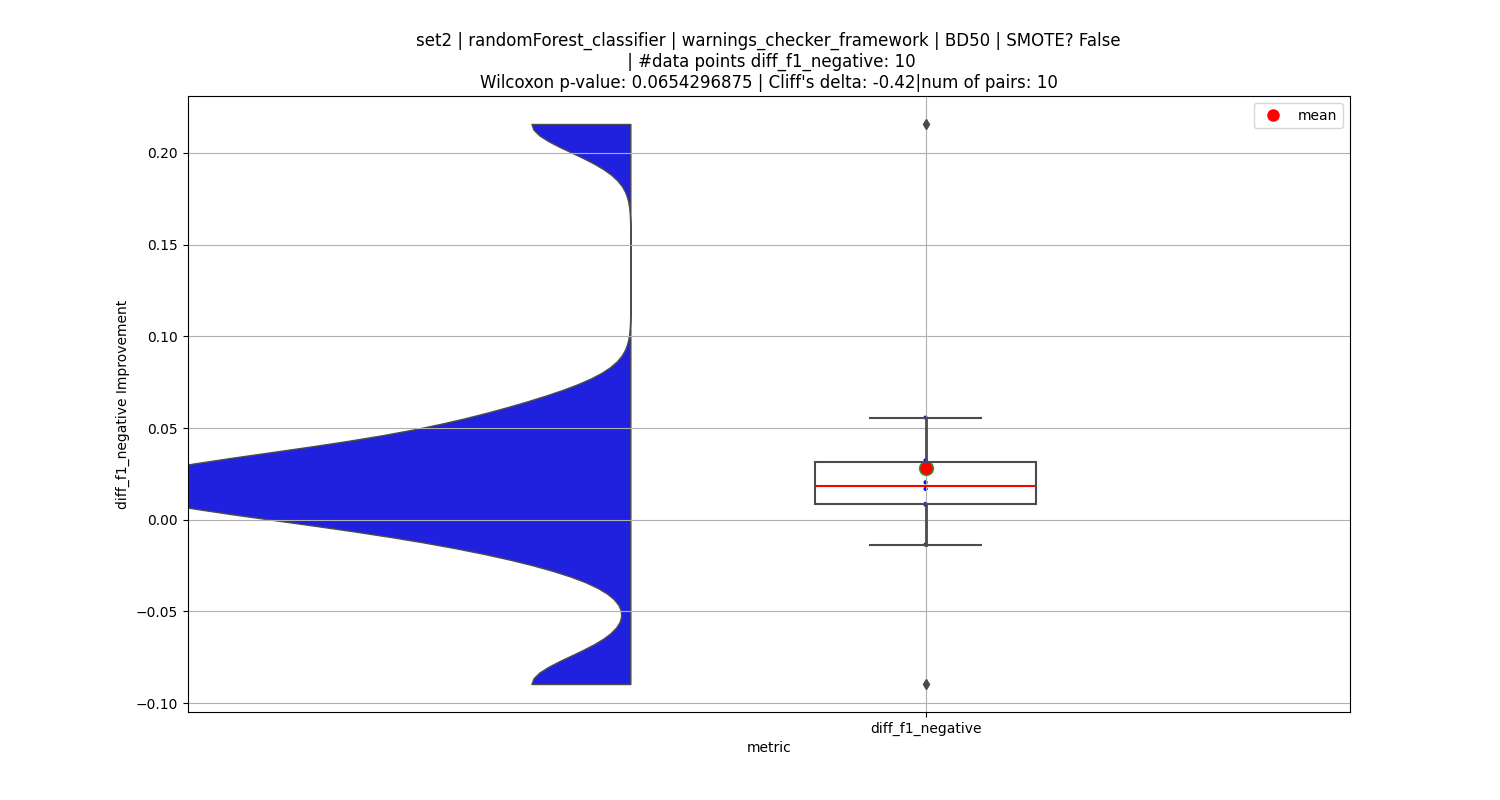 set2 | randomForest_classifier | warnings_checker_framework | BD50 | SMOTE? False
| #data points diff_f1_negative: 10
Wilcoxon p-value: 0.0654296875 | Cliff's delta: -0.42|num of pairs: 10
mean
0.20
0.15
0.10
0.05
0.00
−0.05
−0.10
diff_f1_negative Improvement
diff_f1_negative
metric